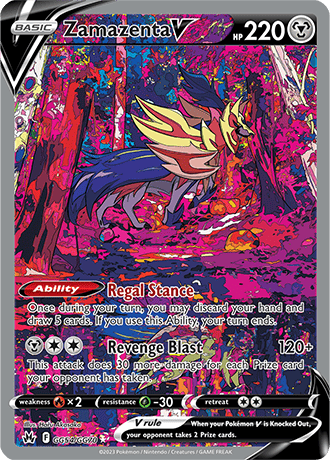 BASIC Zamazenta V HP 220
Ability Regal Stance
Once during your turn, you may discard your hand and
draw 5 cards. If you use this Ability, your turn ends.
Revenge Blast 120+
This attack does 30 more damage for each Prize card
your opponent has taken.
weakness × 2 resistance -30 retreat
Illus.
V rule When your Pokémon V is Knocked Out,
your opponent takes 2 Prize cards.
F GG54/GG70
©2023 Pokémon / Nintendo / Creatures / GAME FREAK